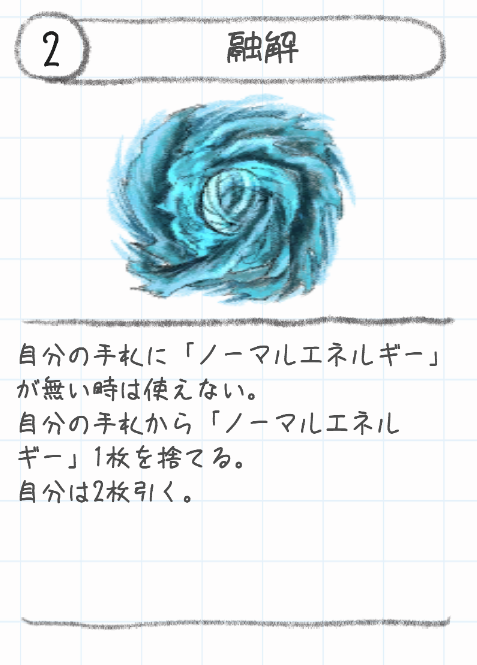 2
融解
自分の手札に「ノーマルエネルギー」
が無い時は使えない。
自分の手札から「ノーマルエネル
ギー」1枚を捨てる。
自分は2枚引く。